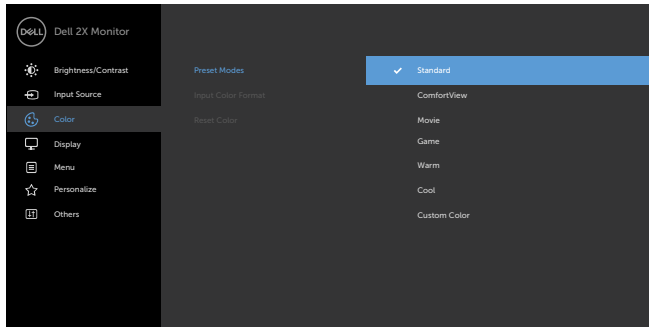 DELL Dell 2X Monitor
Brightness/Contrast Preset Modes Standard
Input Source Input Color Format ComfortView
Color Reset Color Movie
Display Game
Menu Warm
Personalize Cool
Others Custom Color